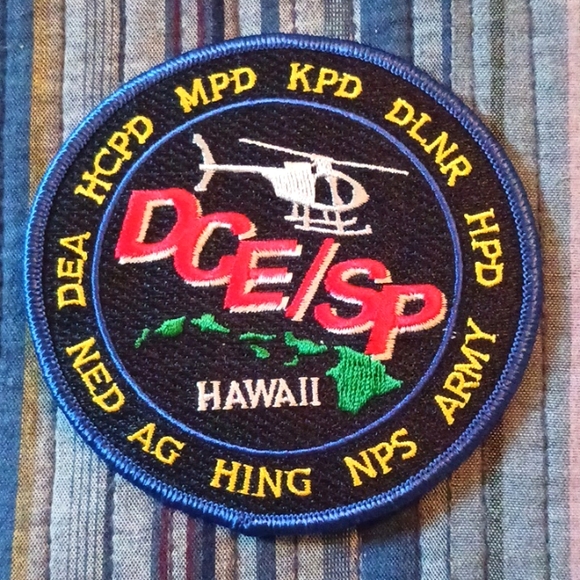 DEA HCPD MPD KPD DLNR HPD
DCE/SP
HAWAII
NED AG HING NPS ARMY